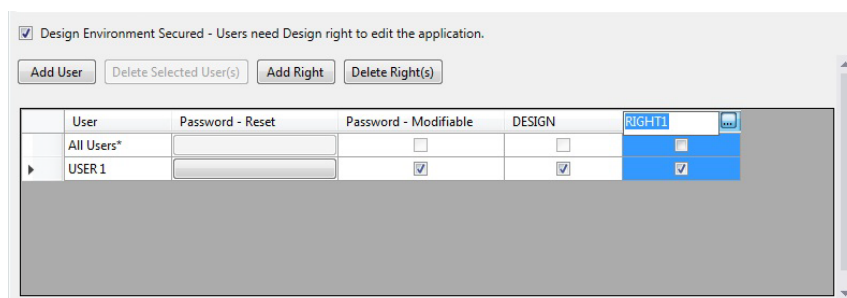 Design Environment Secured - Users need Design right to edit the application.
Add User Delete Selected User(s) Add Right Delete Right(s)
User Password - Reset Password - Modifiable DESIGN RIGHT1 ...
All Users*
USER 1